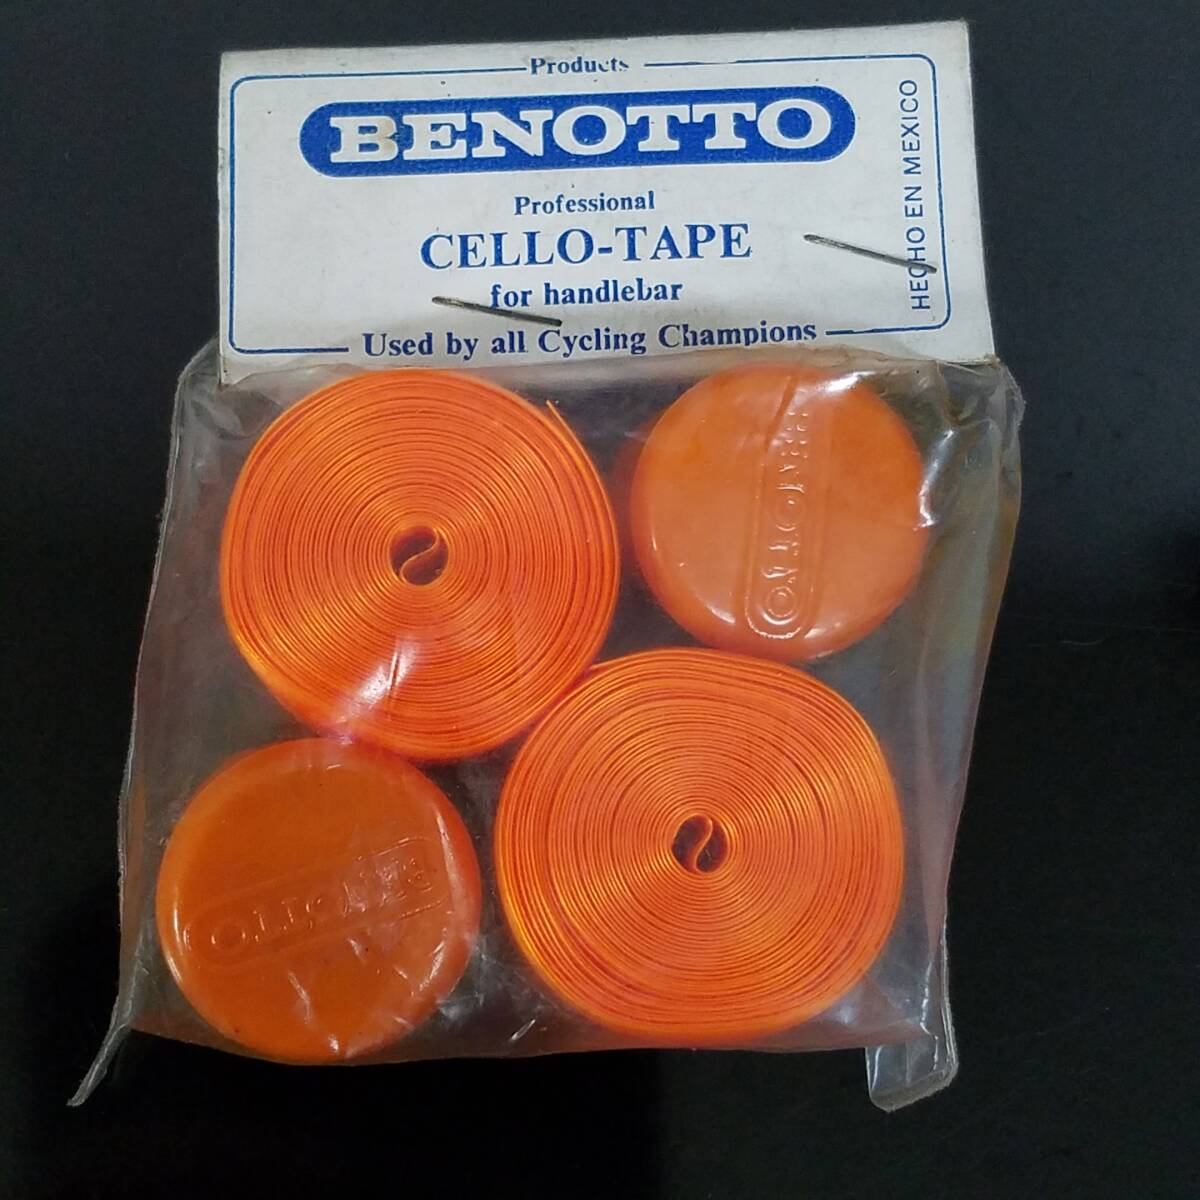 Products
BENOTTO
Professional
CELLO-TAPE
for handlebar
Used by all Cycling Champions
HECHO EN MEXICO
BENOTTO
BENOTTO